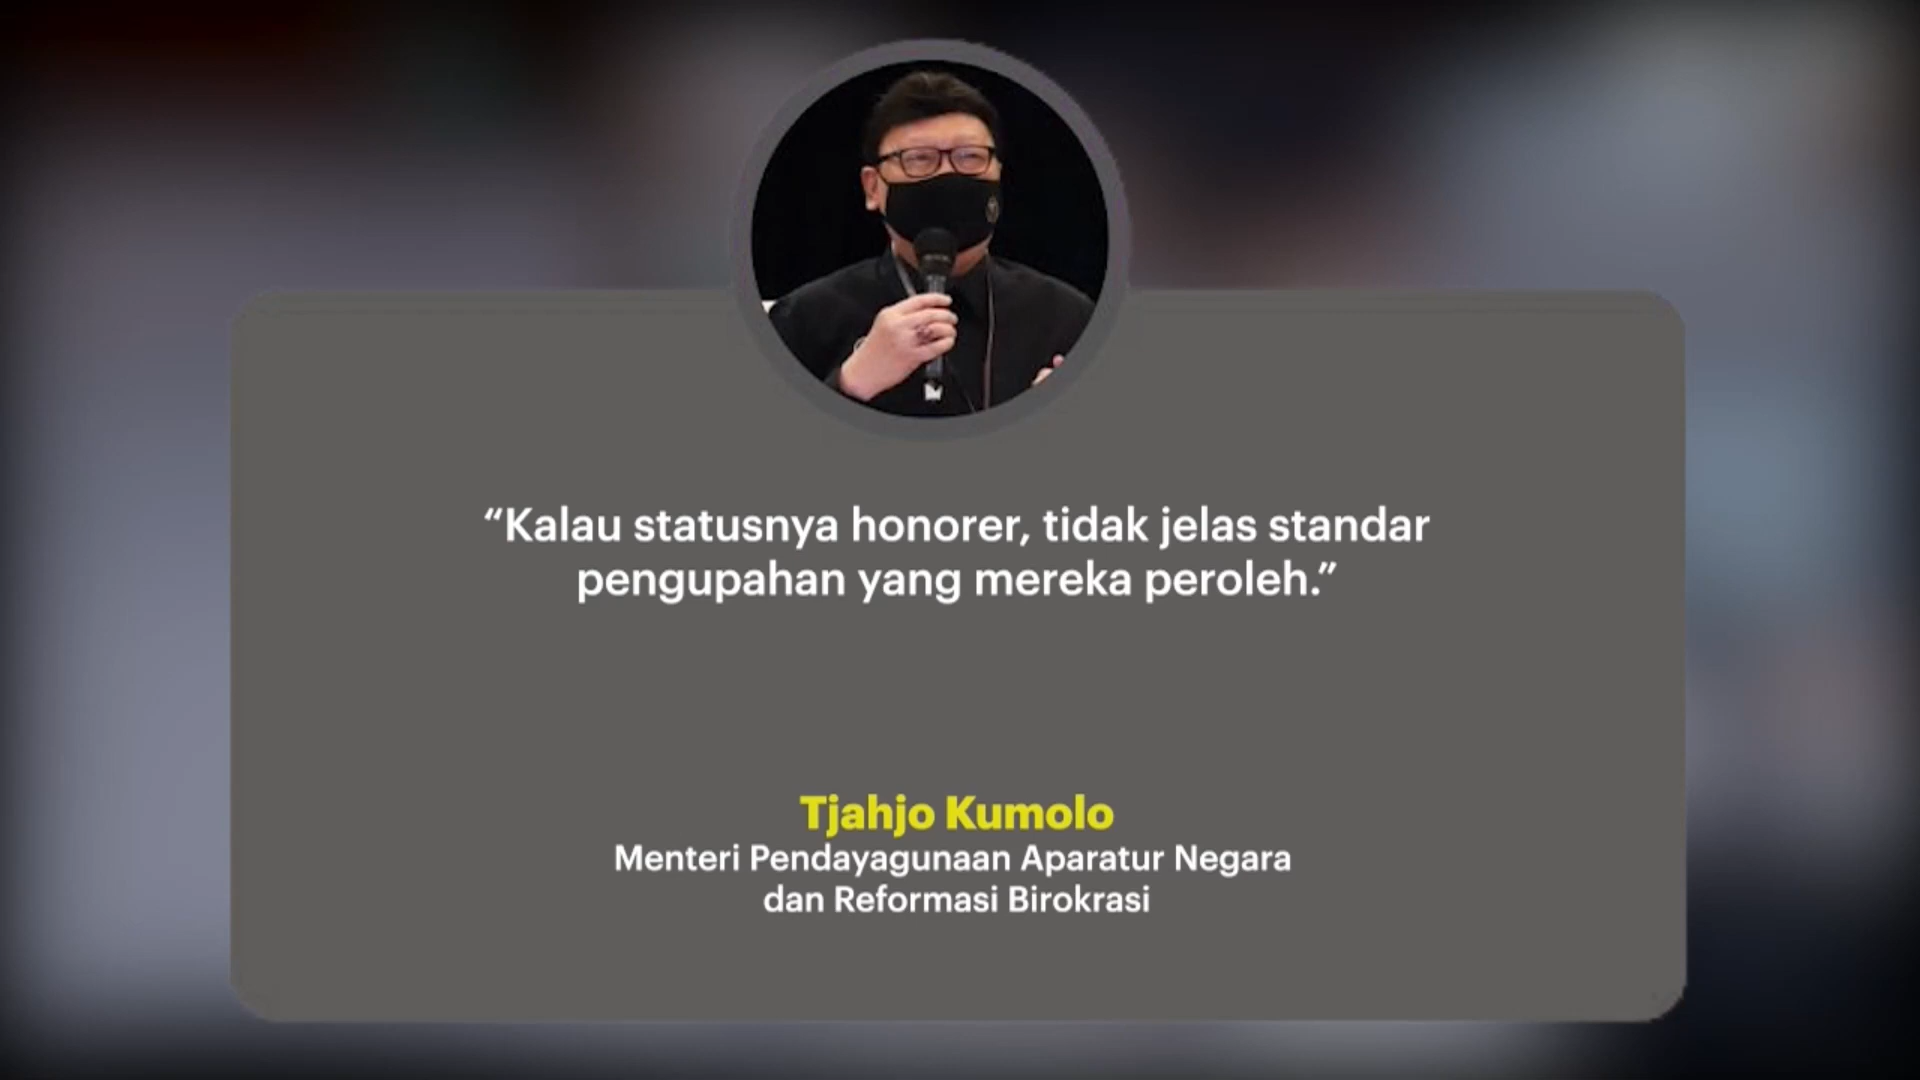 “Kalau statusnya honorer, tidak jelas standar
pengupahan yang mereka peroleh.”
Tjahjo Kumolo
Menteri Pendayagunaan Aparatur Negara
dan Reformasi Birokrasi